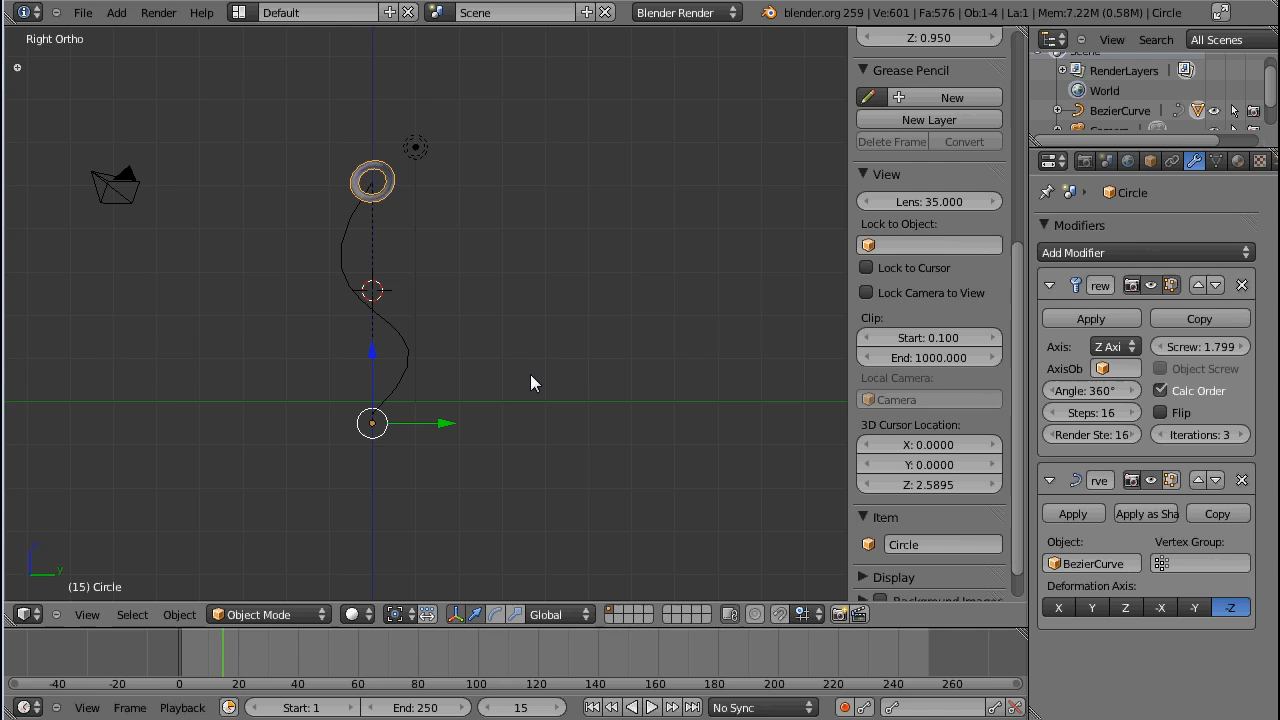 File Add Render Help Default Scene Blender Render blender.org 259 | Ve:601 | Fa:576 | Ob:1-4 | La:1 | Mem:7.22M (0.58M) | Circle
Right Ortho
(15) Circle
z
y
View Select Object Object Mode Global
Z: 0.950
Grease Pencil
New
New Layer
Delete Frame Convert
View
Lens: 35.000
Lock to Object:
Lock to Cursor
Lock Camera to View
Clip:
Start: 0.100
End: 1000.000
Local Camera:
Camera
3D Cursor Location:
X: 0.0000
Y: 0.0000
Z: 2.5895
Item
Circle
Display
View Search All Scenes
RenderLayers
World
BezierCurve
Circle
Modifiers
Add Modifier
rew
Apply Copy
Axis: Z Axi Screw: 1.799
AxisOb Object Screw
Angle: 360° Calc Order
Steps: 16 Flip
Render Ste: 16 Iterations: 3
rve
Apply Apply as Sha Copy
Object: Vertex Group:
BezierCurve
Deformation Axis:
X Y Z -X -Y -Z
-40 -20 0 20 40 60 80 100 120 140 160 180 200 220 240 260
View Frame Playback Start: 1 End: 250 15 No Sync